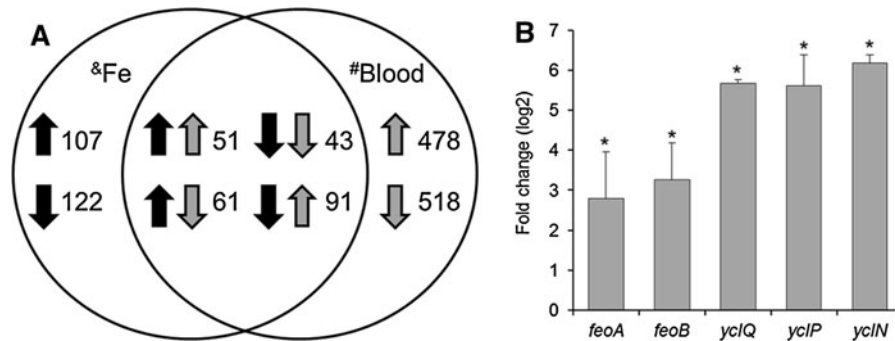 A
&Fe
#Blood
107
51
43
478
122
61
91
518
B
Fold change (log2)
7
6
5
4
3
2
1
0
*
*
*
*
*
feoA
feoB
yclQ
yclP
yclN